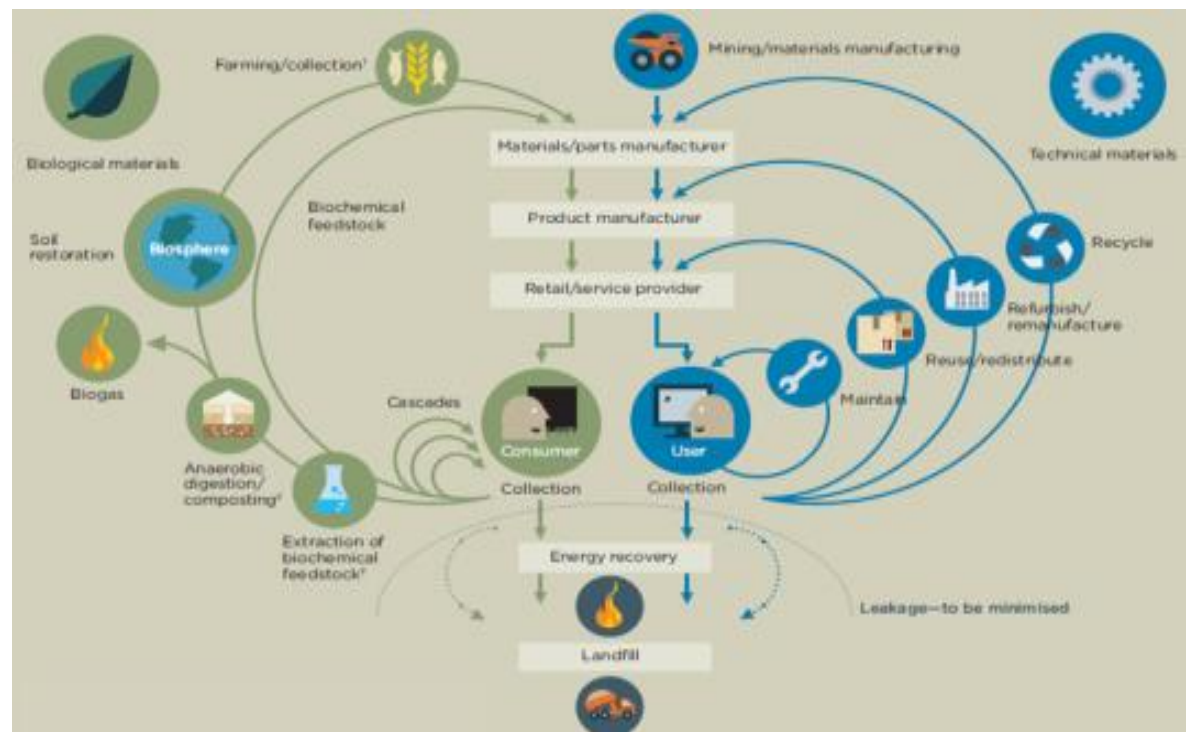 Farming/collection¹
Mining/materials manufacturing
Biological materials
Technical materials
Materials/parts manufacturer
Biochemical
feedstock
Product manufacturer
Soil
restoration
Biosphere
Recycle
Retail/service provider
Refurbish/
remanufacture
Biogas
Reuse/redistribute
Cascades
Maintain
Consumer
User
Anaerobic
digestion/
composting²
Collection
Collection
Extraction of
biochemical
feedstock²
Energy recovery
Leakage—to be minimised
Landfill